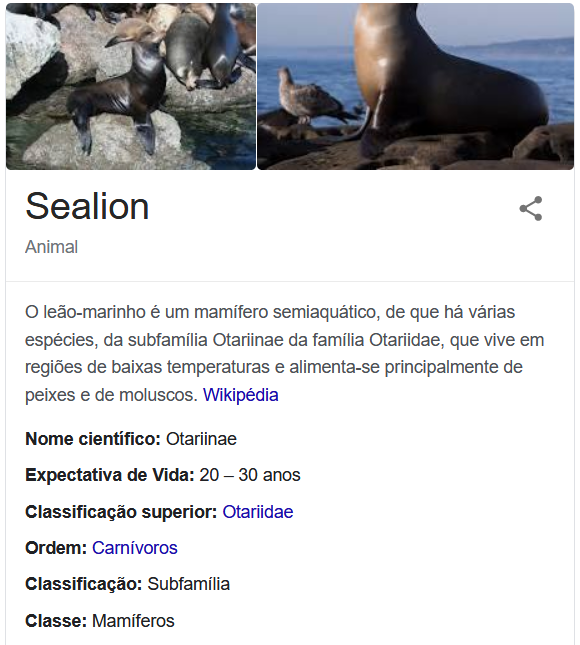 Sealion
Animal
O leão-marinho é um mamífero semiaquático, de que há várias
espécies, da subfamília Otariinae da família Otariidae, que vive em
regiões de baixas temperaturas e alimenta-se principalmente de
peixes e de moluscos. Wikipédia
Nome científico: Otariinae
Expectativa de Vida: 20 – 30 anos
Classificação superior: Otariidae
Ordem: Carnívoros
Classificação: Subfamília
Classe: Mamíferos